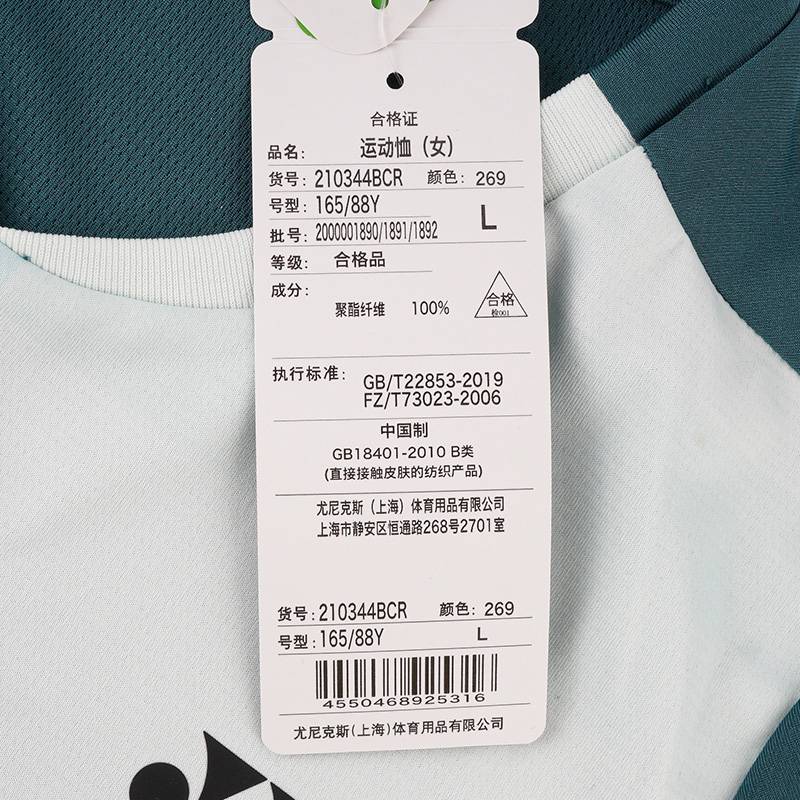 合格证
品名: 运动恤（女）
货号: 210344BCR 颜色: 269
号型: 165/88Y L
批号: 2000001890/1891/1892
等级: 合格品
成分:
聚酯纤维 100%
合格
检001
执行标准: GB/T22853-2019
FZ/T73023-2006
中国制
GB18401-2010 B类
(直接接触皮肤的纺织产品)
尤尼克斯（上海）体育用品有限公司
上海市静安区恒通路268号2701室
货号: 210344BCR 颜色: 269
号型: 165/88Y L
4550468925316
尤尼克斯(上海)体育用品有限公司